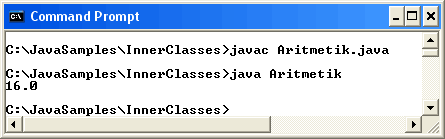 Command Prompt
C:\JavaSamples\InnerClasses>javac Aritmetik.java
C:\JavaSamples\InnerClasses>java Aritmetik
16.0
C:\JavaSamples\InnerClasses>